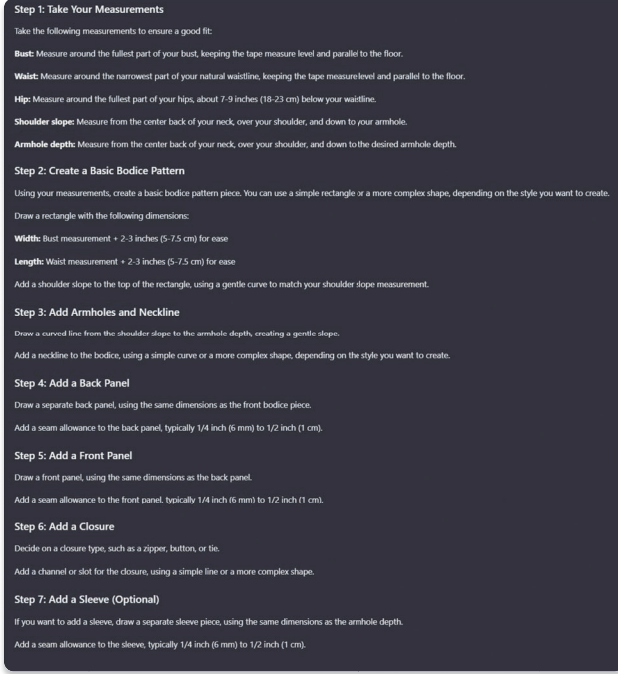 Step 1: Take Your Measurements
Take the following measurements to ensure a good fit:
Bust: Measure around the fullest part of your bust, keeping the tape measure level and parallel to the floor.
Waist: Measure around the narrowest part of your natural waistline, keeping the tape measure level and parallel to the floor.
Hip: Measure around the fullest part of your hips, about 7-9 inches (18-23 cm) below your waistline.
Shoulder slope: Measure from the center back of your neck, over your shoulder, and down to your armhole.
Armhole depth: Measure from the center back of your neck, over your shoulder, and down to the desired armhole depth.
Step 2: Create a Basic Bodice Pattern
Using your measurements, create a basic bodice pattern piece. You can use a simple rectangle or a more complex shape, depending on the style you want to create.
Draw a rectangle with the following dimensions:
Width: Bust measurement + 2-3 inches (5-7.5 cm) for ease
Length: Waist measurement + 2-3 inches (5-7.5 cm) for ease
Add a shoulder slope to the top of the rectangle, using a gentle curve to match your shoulder slope measurement.
Step 3: Add Armholes and Neckline
Draw a curved line from the shoulder slope to the armhole depth, creating a gentle slope.
Add a neckline to the bodice, using a simple curve or a more complex shape, depending on the style you want to create.
Step 4: Add a Back Panel
Draw a separate back panel, using the same dimensions as the front bodice piece.
Add a seam allowance to the back panel, typically 1/4 inch (6 mm) to 1/2 inch (1 cm).
Step 5: Add a Front Panel
Draw a front panel, using the same dimensions as the back panel.
Add a seam allowance to the front panel, typically 1/4 inch (6 mm) to 1/2 inch (1 cm).
Step 6: Add a Closure
Decide on a closure type, such as a zipper, button, or tie.
Add a channel or slot for the closure, using a simple line or a more complex shape.
Step 7: Add a Sleeve (Optional)
If you want to add a sleeve, draw a separate sleeve piece, using the same dimensions as the armhole depth.
Add a seam allowance to the sleeve, typically 1/4 inch (6 mm) to 1/2 inch (1 cm).